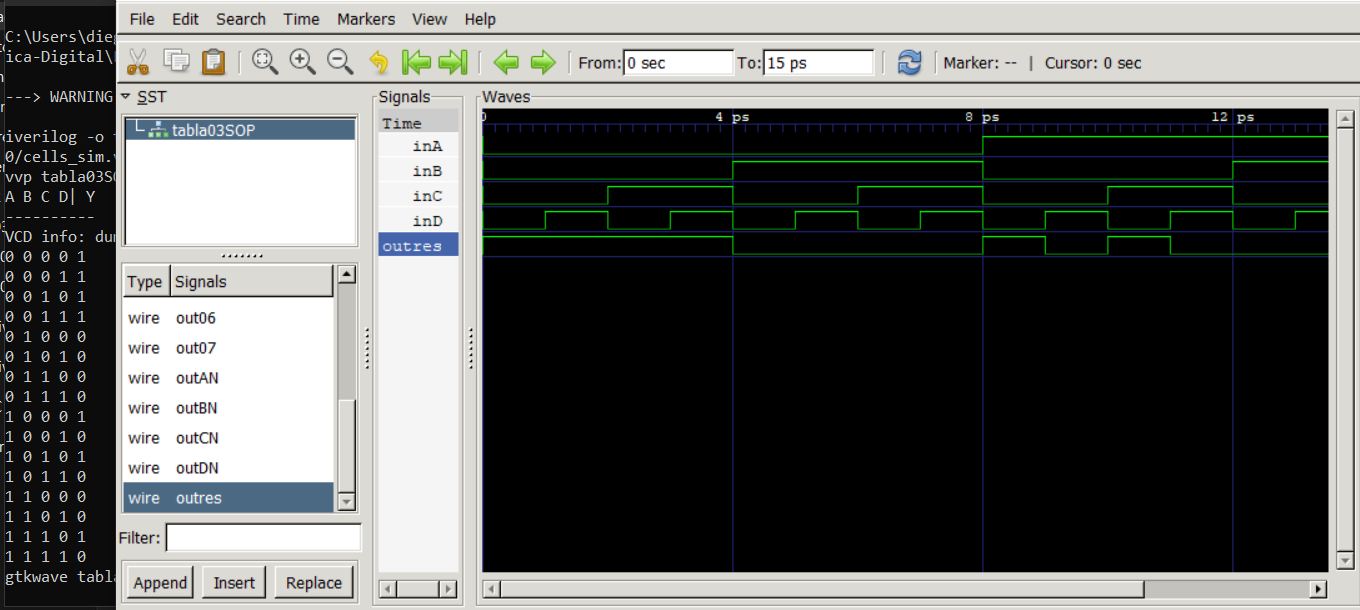 C:\Users\die
ica-Digital\
---> WARNING
iverilog -o
0/cells_sim.
vvp tabla03S
A B C D| Y
----------
VCD info: du
0 0 0 0 1
0 0 0 1 1
0 0 1 0 1
0 0 1 1 1
0 1 0 0 0
0 1 0 1 0
0 1 1 0 0
0 1 1 1 0
1 0 0 0 1
1 0 0 1 0
1 0 1 0 1
1 0 1 1 0
1 1 0 0 0
1 1 0 1 0
1 1 1 0 1
1 1 1 1 0
gtkwave tabl
File Edit Search Time Markers View Help
From: 0 sec To: 15 ps Marker: -- | Cursor: 0 sec
SST
tabla03SOP
Type Signals
wire out06
wire out07
wire outAN
wire outBN
wire outCN
wire outDN
wire outres
Filter:
Append Insert Replace
Signals
Time
inA
inB
inC
inD
outres
Waves
0 4 ps 8 ps 12 ps